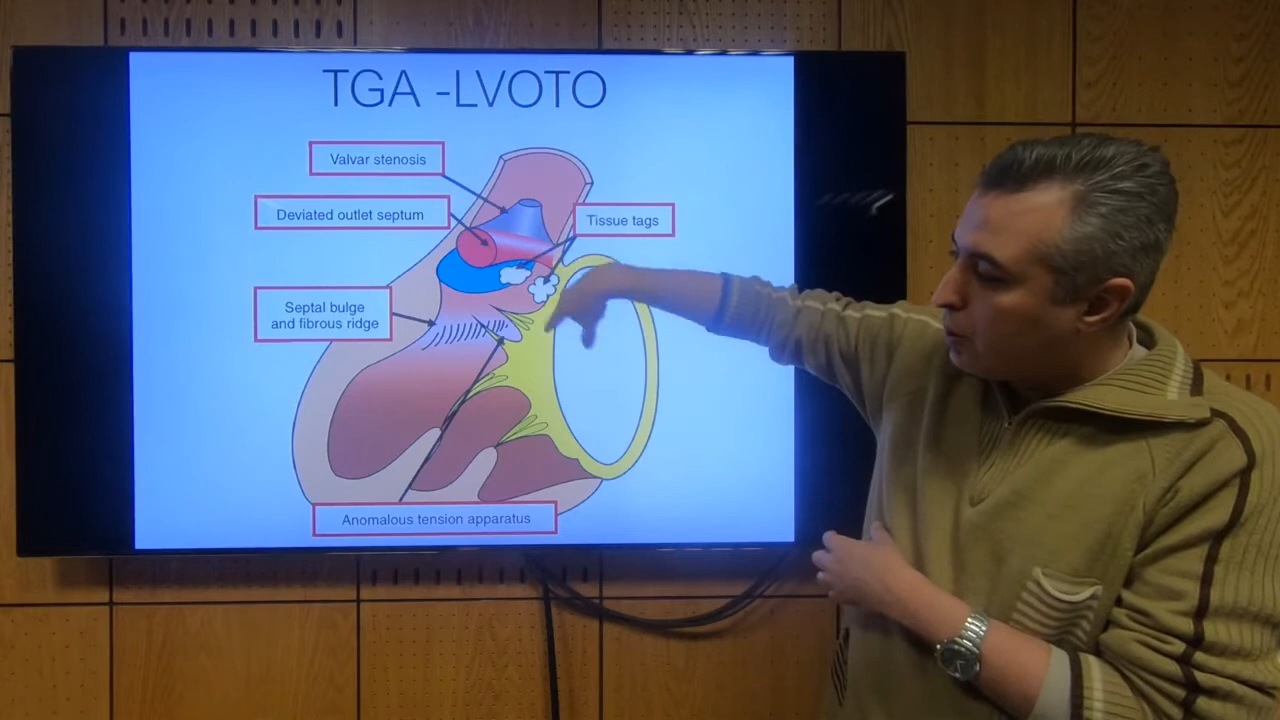 TGA -LVOTO
Valvar stenosis
Deviated outlet septum
Tissue tags
Septal bulge
and fibrous ridge
Anomalous tension apparatus